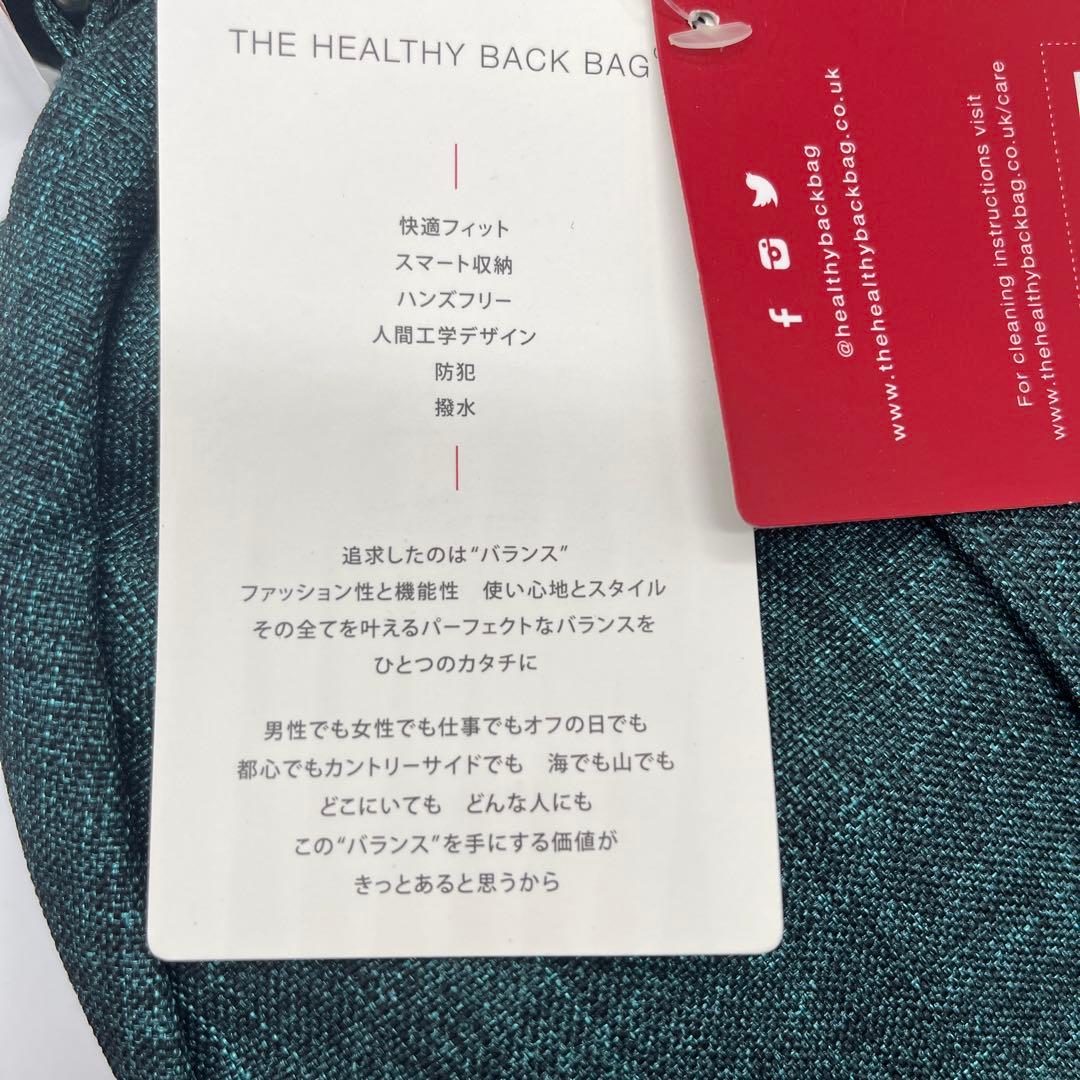 THE HEALTHY BACK BAG
快適フィット
スマート収納
ハンズフリー
人間工学デザイン
防犯
撥水
追求したのは“バランス”
ファッション性と機能性　使い心地とスタイル
その全てを叶えるパーフェクトなバランスを
ひとつのカタチに
男性でも女性でも仕事でもオフの日でも
都心でもカントリーサイドでも　海でも山でも
どこにいても　どんな人にも
この“バランス”を手にする価値が
きっとあると思うから
@healthybackbag
www.thehealthybackbag.co.uk
For cleaning instructions visit
www.thehealthybackbag.co.uk/care